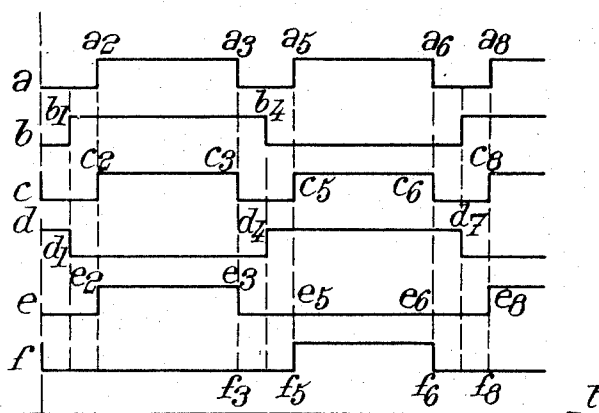 a2 a3 a5 a6 a8
a
b1 b4
b
c2 c3 c8
c c5 c6
d d4 d7
d1
e2 e3
e e5 e6 e8
f
f3 f5 f6 f8
t